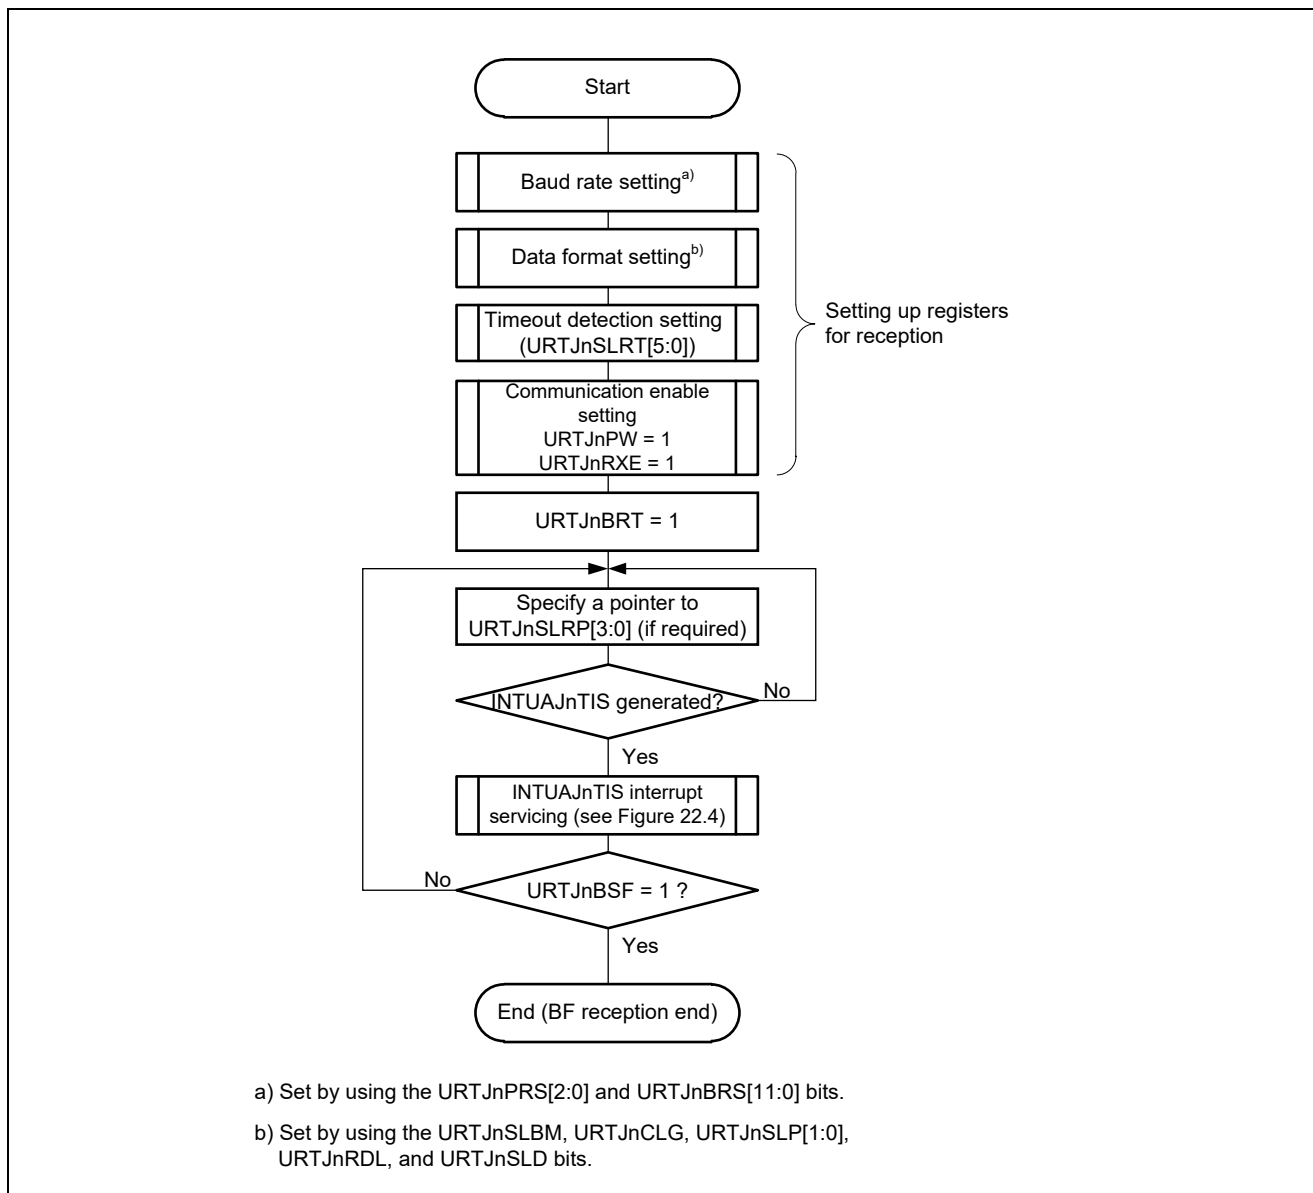 Start
Baud rate settinga)
Data format settingb)
Timeout detection setting
(URTJnSLRT[5:0])
Communication enable
setting
URTJnPW = 1
URTJnRXE = 1
Setting up registers
for reception
URTJnBRT = 1
Specify a pointer to
URTJnSLRP[3:0] (if required)
INTUAJnTIS generated?
No
Yes
INTUAJnTIS interrupt
servicing (see Figure 22.4)
No
URTJnBSF = 1 ?
Yes
End (BF reception end)
a) Set by using the URTJnPRS[2:0] and URTJnBRS[11:0] bits.
b) Set by using the URTJnSLBM, URTJnCLG, URTJnSLP[1:0],
URTJnRDL, and URTJnSLD bits.